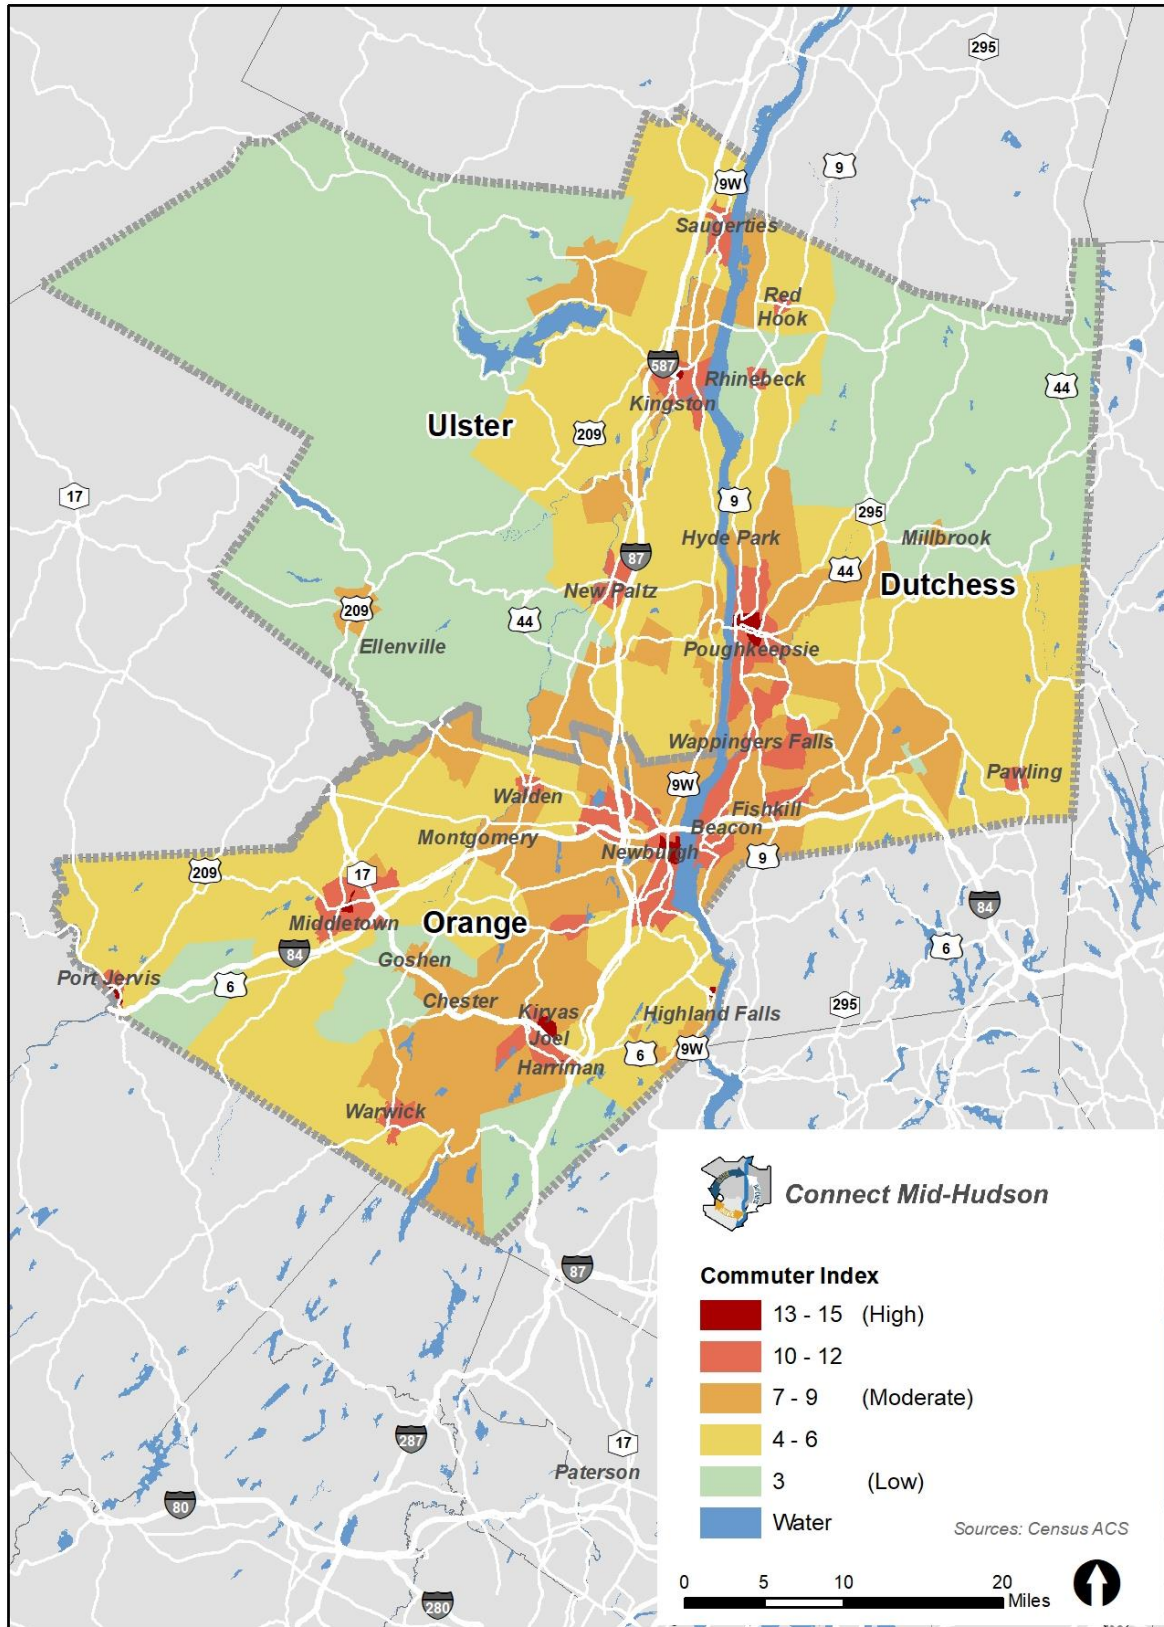 295
9
9W
Saugerties
Red
Hook
587
Rhinebeck
44
Kingston
Ulster
209
17
9
295
Hyde Park
Millbrook
87
44
New Paltz
Dutchess
209
44
Ellenville
Poughkeepsie
Wappingers Falls
Pawling
9W
Walden
Fishkill
Beacon
Montgomery
Newburgh
9
209
17
84
Middletown
Orange
84
6
Goshen
Port Jervis
6
Chester
295
Kiryas
Joel
Highland Falls
6
9W
Harriman
Warwick
Connect Mid-Hudson
87
Commuter Index
13 - 15 (High)
10 - 12
7 - 9 (Moderate)
4 - 6
3 (Low)
Water
Sources: Census ACS
287
17
Paterson
80
280
0 5 10 20
Miles